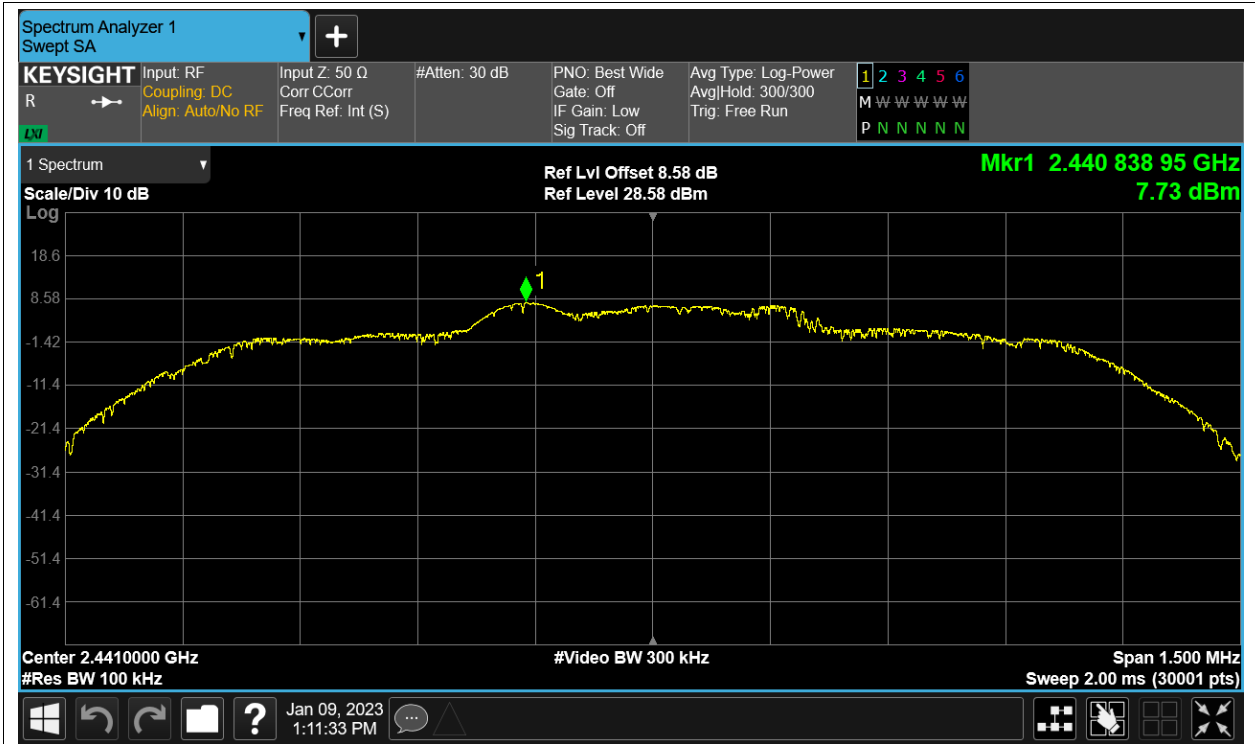 Spectrum Analyzer 1
Swept SA
KEYSIGHT
R
LXI
Input: RF
Coupling: DC
Align: Auto/No RF
Input Z: 50 Ω
Corr CCorr
Freq Ref: Int (S)
#Atten: 30 dB
PNO: Best Wide
Gate: Off
IF Gain: Low
Sig Track: Off
Avg Type: Log-Power
Avg|Hold: 300/300
Trig: Free Run
1 2 3 4 5 6
M W W W W W
P N N N N N
1 Spectrum
Scale/Div 10 dB
Log
Ref Lvl Offset 8.58 dB
Ref Level 28.58 dBm
Mkr1 2.440 838 95 GHz
7.73 dBm
18.6
8.58
-1.42
-11.4
-21.4
-31.4
-41.4
-51.4
-61.4
1
Center 2.4410000 GHz
#Res BW 100 kHz
#Video BW 300 kHz
Span 1.500 MHz
Sweep 2.00 ms (30001 pts)
?
Jan 09, 2023
1:11:33 PM